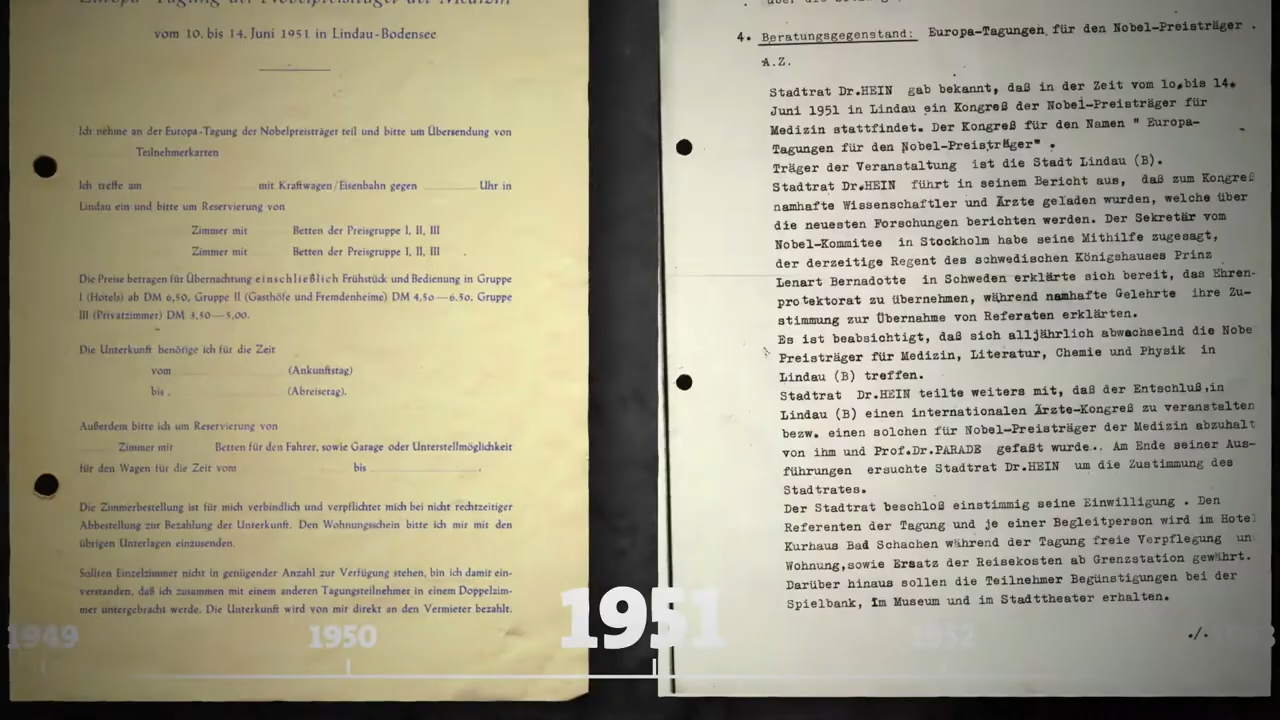 Europa-Tagung der Nobelpreisträger der Medizin
vom 10. bis 14. Juni 1951 in Lindau-Bodensee
Ich nehme an der Europa-Tagung der Nobelpreisträger teil und bitte um Übersendung von
Teilnehmerkarten
Ich treffe am mit Kraftwagen/Eisenbahn gegen Uhr in
Lindau ein und bitte um Reservierung von
Zimmer mit Betten der Preisgruppe I, II, III
Zimmer mit Betten der Preisgruppe I, II, III
Die Preise betragen für Übernachtung einschließlich Frühstück und Bedienung in Gruppe
I (Hotels) ab DM 6,50, Gruppe II (Gasthöfe und Fremdenheime) DM 4,50—6.50, Gruppe
III (Privatzimmer) DM 3,50—5,00.
Die Unterkunft benötige ich für die Zeit
vom (Ankunftstag)
bis . (Abreisetag).
Außerdem bitte ich um Reservierung von
Zimmer mit Betten für den Fahrer, sowie Garage oder Unterstellmöglichkeit
für den Wagen für die Zeit vom bis .
Die Zimmerbestellung ist für mich verbindlich und verpflichtet mich bei nicht rechtzeitiger
Abbestellung zur Bezahlung der Unterkunft. Den Wohnungsschein bitte ich mir mit den
übrigen Unterlagen einzusenden.
Sollten Einzelzimmer nicht in genügender Anzahl zur Verfügung stehen, bin ich damit ein-
verstanden, daß ich zusammen mit einem anderen Tagungsteilnehmer in einem Doppelzim-
mer untergebracht werde. Die Unterkunft wird von mir direkt an den Vermieter bezahlt.
4. Beratungsgegenstand: Europa-Tagungen für den Nobel-Preisträger .
A.Z.
Stadtrat Dr.HEIN gab bekannt, daß in der Zeit vom 10.bis 14.
Juni 1951 in Lindau ein Kongreß der Nobel-Preisträger für
Medizin stattfindet. Der Kongreß für den Namen " Europa-
Tagungen für den Nobel-Preisträger" .
Träger der Veranstaltung ist die Stadt Lindau (B).
Stadtrat Dr.HEIN führt in seinem Bericht aus, daß zum Kongreß
namhafte Wissenschaftler und Ärzte geladen wurden, welche über
die neuesten Forschungen berichten werden. Der Sekretär vom
Nobel-Kommitee in Stockholm habe seine Mithilfe zugesagt,
der derzeitige Regent des schwedischen Königshauses Prinz
Lenart Bernadotte in Schweden erklärte sich bereit, das Ehren-
protektorat zu übernehmen, während namhafte Gelehrte ihre Zu-
stimmung zur Übernahme von Referaten erklärten.
Es ist beabsichtigt, daß sich alljährlich abwechselnd die Nobe
Preisträger für Medizin, Literatur, Chemie und Physik in
Lindau (B) treffen.
Stadtrat Dr.HEIN teilte weiters mit, daß der Entschluß,in
Lindau (B) einen internationalen Ärzte-Kongreß zu veranstalten
bezw. einen solchen für Nobel-Preisträger der Medizin abzuhalt
von ihm und Prof.Dr.PARADE gefaßt wurde.. Am Ende seiner Aus-
führungen ersuchte Stadtrat Dr.HEIN um die Zustimmung des
Stadtrates.
Der Stadtrat beschloß einstimmig seine Einwilligung . Den
Referenten der Tagung und je einer Begleitperson wird im Hotel
Kurhaus Bad Schachen während der Tagung freie Verpflegung un
Wohnung,sowie Ersatz der Reisekosten ab Grenzstation gewährt.
Darüber hinaus sollen die Teilnehmer Begünstigungen bei der
Spielbank, Im Museum und im Stadttheater erhalten.
./.
1949 1950 1951 1952